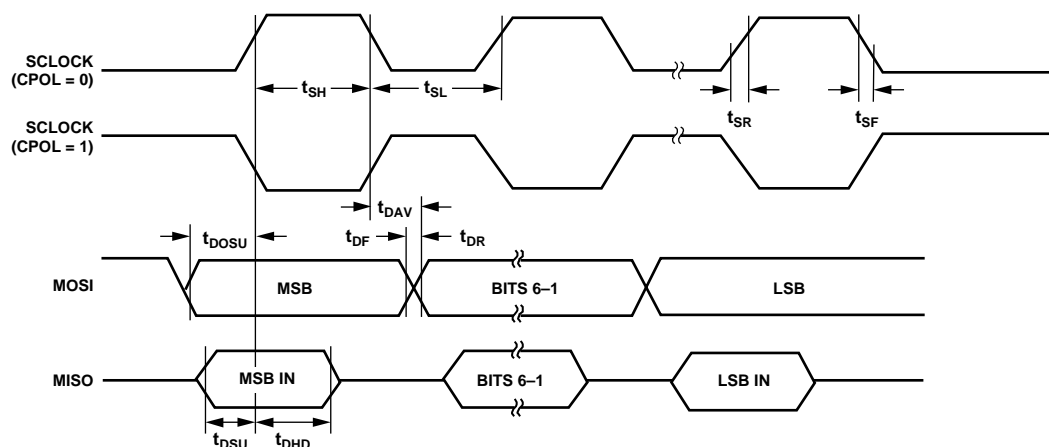 SCLOCK
(CPOL = 0)
tSH
tSL
tSR
tSF
SCLOCK
(CPOL = 1)
tDAV
tDOSU
tDF
tDR
MOSI
MSB
BITS 6–1
LSB
MISO
MSB IN
BITS 6–1
LSB IN
tDSU
tDHD